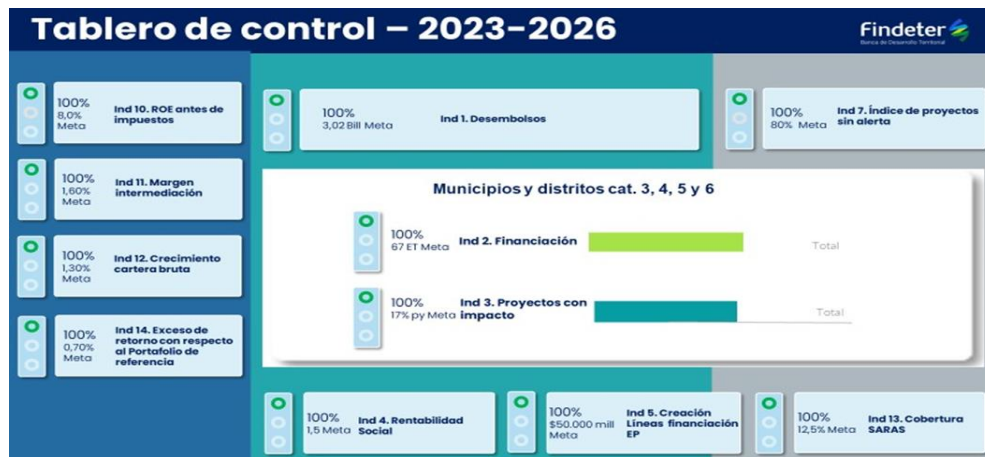 Tablero de control – 2023-2026
Findeter
Banca de Desarrollo Territorial
100%
8,0%
Meta
Ind 10. ROE antes de
impuestos
100%
1,60%
Meta
Ind 11. Margen
intermediación
100%
1,30%
Meta
Ind 12. Crecimiento
cartera bruta
100%
0,70%
Meta
Ind 14. Exceso de
retorno con respecto
al Portafolio de
referencia
100%
3,02 Bill Meta
Ind 1. Desembolsos
100%
80% Meta
Ind 7. Índice de proyectos
sin alerta
Municipios y distritos cat. 3, 4, 5 y 6
100%
67 ET Meta
Ind 2. Financiación
Total
100%
17% py Meta
Ind 3. Proyectos con
impacto
Total
100%
1,5 Meta
Ind 4. Rentabilidad
Social
100%
$50.000 mill
Meta
Ind 5. Creación
Líneas financiación
EP
100%
12,5% Meta
Ind 13. Cobertura
SARAS